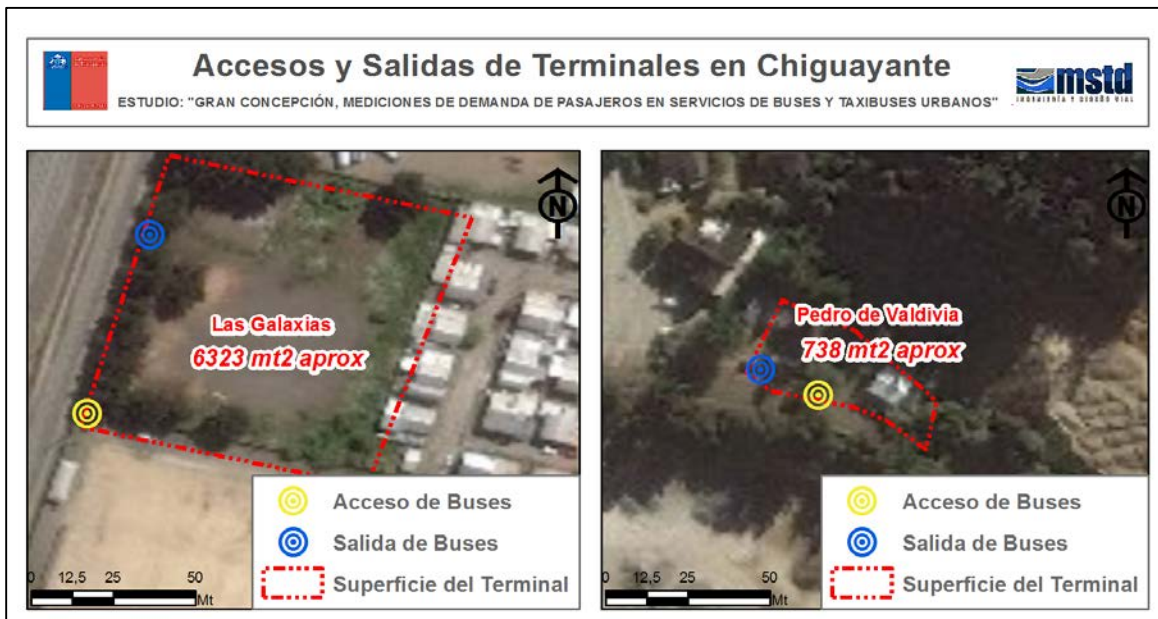 Accesos y Salidas de Terminales en Chiguayante
ESTUDIO: "GRAN CONCEPCIÓN, MEDICIONES DE DEMANDA DE PASAJEROS EN SERVICIOS DE BUSES Y TAXIBUSES URBANOS"
mstd
INGENIERÍA Y DISEÑO VIAL
N
Las Galaxias
6323 mt2 aprox
Acceso de Buses
Salida de Buses
Superficie del Terminal
0 12,5 25 50
Mt
N
Pedro de Valdivia
738 mt2 aprox
Acceso de Buses
Salida de Buses
Superficie del Terminal
0 12,5 25 50
Mt